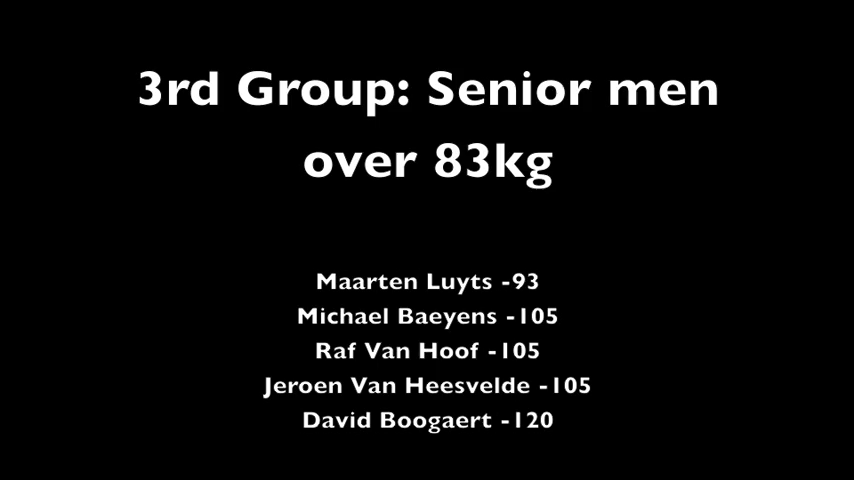 3rd Group: Senior men
over 83kg
Maarten Luyts -93
Michael Baeyens -105
Raf Van Hoof -105
Jeroen Van Heesvelde -105
David Boogaert -120